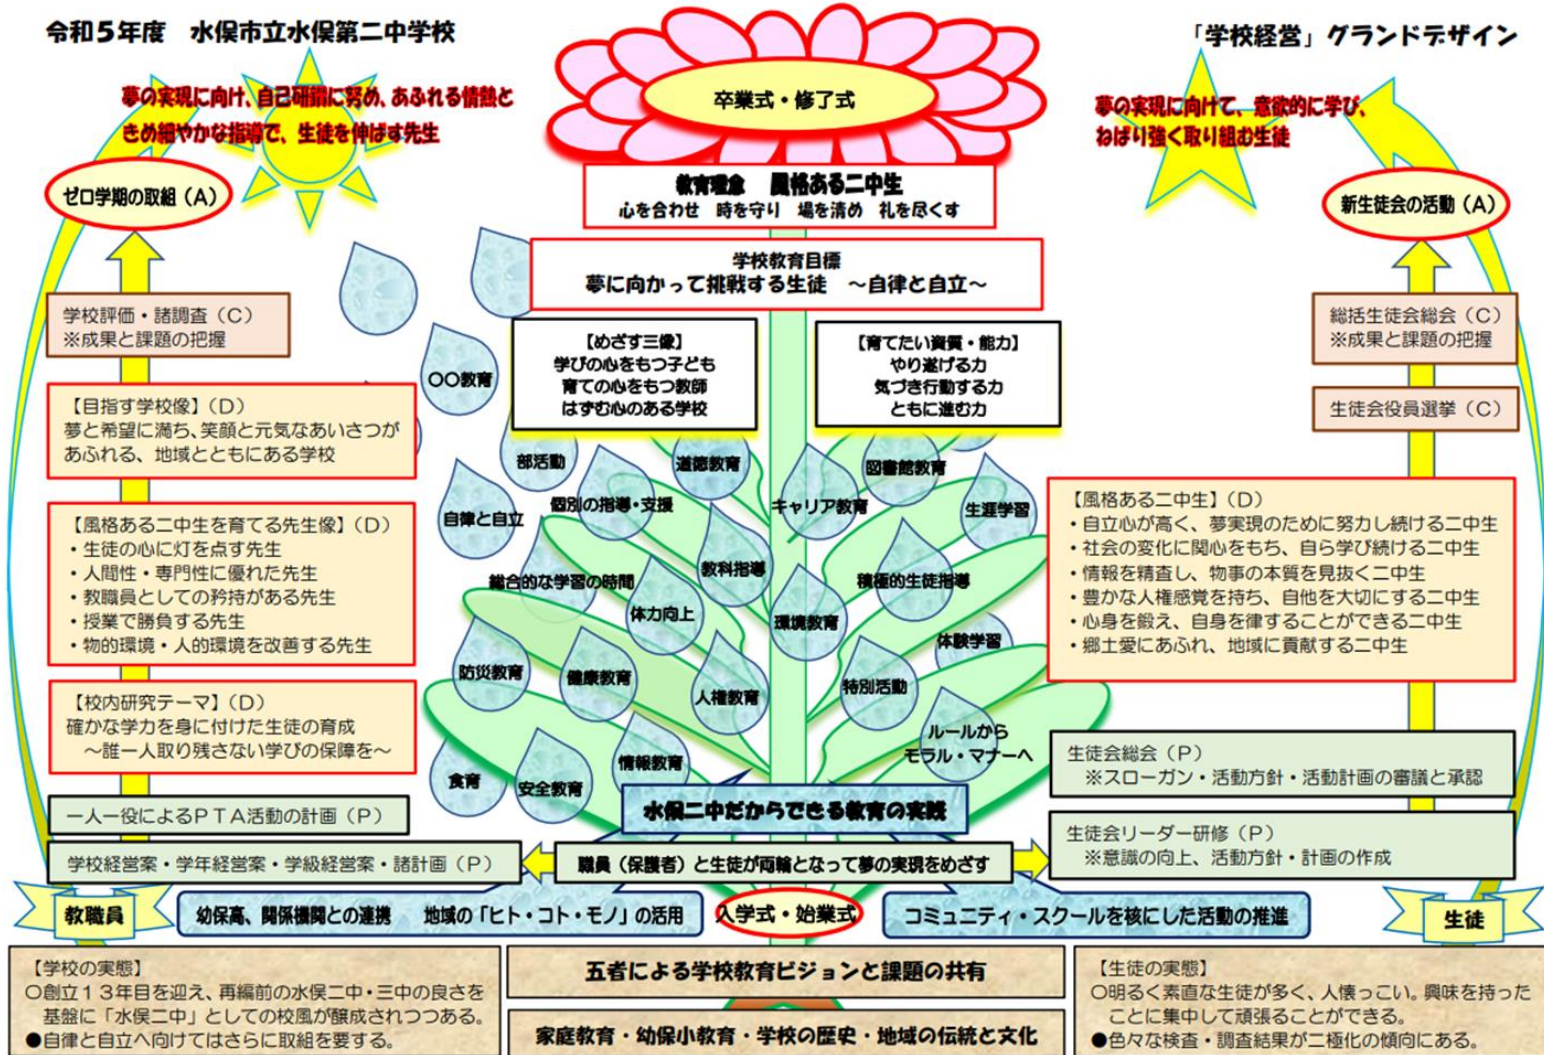 令和5年度　水俣市立水俣第二中学校
「学校経営」グランドデザイン
夢の実現に向け、自己研鑽に努め、あふれる情熱と
きめ細やかな指導で、生徒を伸ばす先生
卒業式・修了式
夢の実現に向けて、意欲的に学び、
ねばり強く取り組む生徒
教育理念　風格ある二中生
心を合わせ　時を守り　場を清め　礼を尽くす
学校教育目標
夢に向かって挑戦する生徒　～自律と自立～
【めざす三像】
学びの心をもつ子ども
育ての心をもつ教師
はずむ心のある学校
【育てたい資質・能力】
やり遂げる力
気づき行動する力
ともに進む力
ゼロ学期の取組（A）
学校評価・諸調査（C）
※成果と課題の把握
【目指す学校像】（D）
夢と希望に満ち、笑顔と元気なあいさつが
あふれる、地域とともにある学校
【風格ある二中生を育てる先生像】（D）
・生徒の心に灯を点す先生
・人間性・専門性に優れた先生
・教職員としての矜持がある先生
・授業で勝負する先生
・物的環境・人的環境を改善する先生
【校内研究テーマ】（D）
確かな学力を身に付けた生徒の育成
～誰一人取り残さない学びの保障を～
一人一役によるＰＴＡ活動の計画（P）
学校経営案・学年経営案・学級経営案・諸計画（P）
〇〇教育
部活動
道徳教育
図書館教育
自律と自立
個別の指導・支援
キャリア教育
生涯学習
総合的な学習の時間
教科指導
積極的生徒指導
体力向上
環境教育
体験学習
防災教育
健康教育
人権教育
特別活動
ルールから
モラル・マナーへ
食育
安全教育
情報教育
新生徒会の活動（A）
総括生徒会総会（C）
※成果と課題の把握
生徒会役員選挙（C）
【風格ある二中生】（D）
・自立心が高く、夢実現のために努力し続ける二中生
・社会の変化に関心をもち、自ら学び続ける二中生
・情報を精査し、物事の本質を見抜く二中生
・豊かな人権感覚を持ち、自他を大切にする二中生
・心身を鍛え、自身を律することができる二中生
・郷土愛にあふれ、地域に貢献する二中生
生徒会総会（P）
※スローガン・活動方針・活動計画の審議と承認
生徒会リーダー研修（P）
※意識の向上、活動方針・計画の作成
水俣二中だからできる教育の実践
職員（保護者）と生徒が両輪となって夢の実現をめざす
教職員
幼保高、関係機関との連携　地域の「ヒト・コト・モノ」の活用
入学式・始業式
コミュニティ・スクールを核にした活動の推進
生徒
【学校の実態】
〇創立１３年目を迎え、再編前の水俣二中・三中の良さを
基盤に「水俣二中」としての校風が醸成されつつある。
●自律と自立へ向けてはさらに取組を要する。
五者による学校教育ビジョンと課題の共有
家庭教育・幼保小教育・学校の歴史・地域の伝統と文化
【生徒の実態】
〇明るく素直な生徒が多く、人懐っこい。興味を持った
ことに集中して頑張ることができる。
●色々な検査・調査結果が二極化の傾向にある。